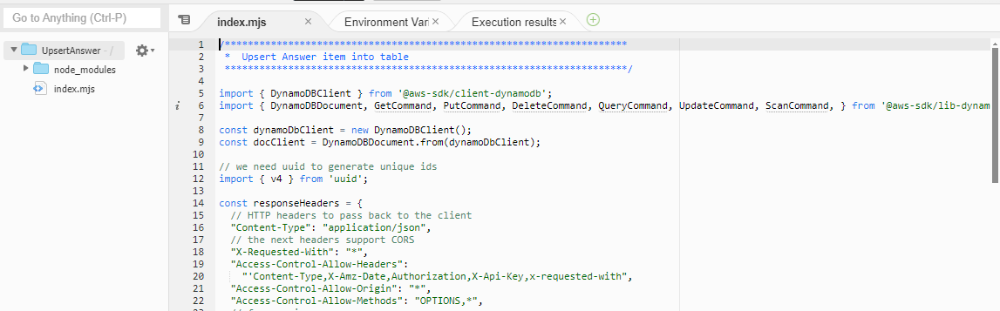 Go to Anything (Ctrl-P)
UpsertAnswer - /
node_modules
index.mjs
index.mjs × Environment Vari × Execution results ×
1 /**********************************************************************
2  *  Upsert Answer item into table
3  **********************************************************************/
4
5 import { DynamoDBClient } from '@aws-sdk/client-dynamodb';
6 import { DynamoDBDocument, GetCommand, PutCommand, DeleteCommand, QueryCommand, UpdateCommand, ScanCommand, } from '@aws-sdk/lib-dynam
7
8 const dynamoDbClient = new DynamoDBClient();
9 const docClient = DynamoDBDocument.from(dynamoDbClient);
10
11 // we need uuid to generate unique ids
12 import { v4 } from 'uuid';
13
14 const responseHeaders = {
15   // HTTP headers to pass back to the client
16   "Content-Type": "application/json",
17   // the next headers support CORS
18   "X-Requested-With": "*",
19   "Access-Control-Allow-Headers":
20     "'Content-Type,X-Amz-Date,Authorization,X-Api-Key,x-requested-with",
21   "Access-Control-Allow-Origin": "*",
22   "Access-Control-Allow-Methods": "OPTIONS,*",